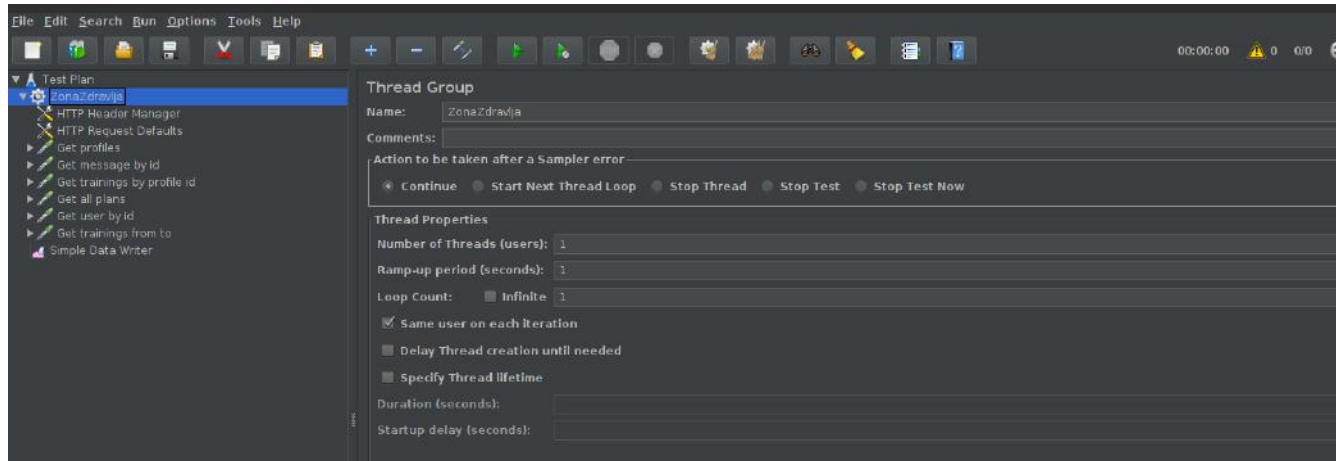 File Edit Search Run Options Tools Help
00:00:00 0 0/0
Test Plan
ZonaZdravlja
HTTP Header Manager
HTTP Request Defaults
Get profiles
Get message by id
Get trainings by profile id
Get all plans
Get user by id
Get trainings from to
Simple Data Writer
Thread Group
Name: ZonaZdravlja
Comments:
Action to be taken after a Sampler error
Continue Start Next Thread Loop Stop Thread Stop Test Stop Test Now
Thread Properties
Number of Threads (users): 1
Ramp-up period (seconds): 1
Loop Count: Infinite 1
Same user on each iteration
Delay Thread creation until needed
Specify Thread lifetime
Duration (seconds):
Startup delay (seconds):